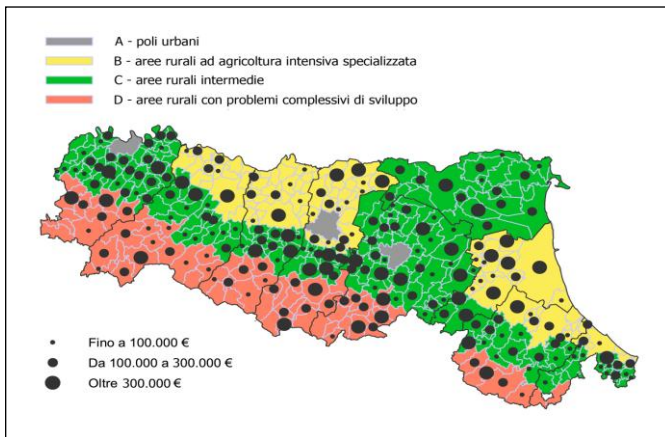 A - poli urbani
B - aree rurali ad agricoltura intensiva specializzata
C - aree rurali intermedie
D - aree rurali con problemi complessivi di sviluppo
Fino a 100.000 €
Da 100.000 a 300.000 €
Oltre 300.000 €